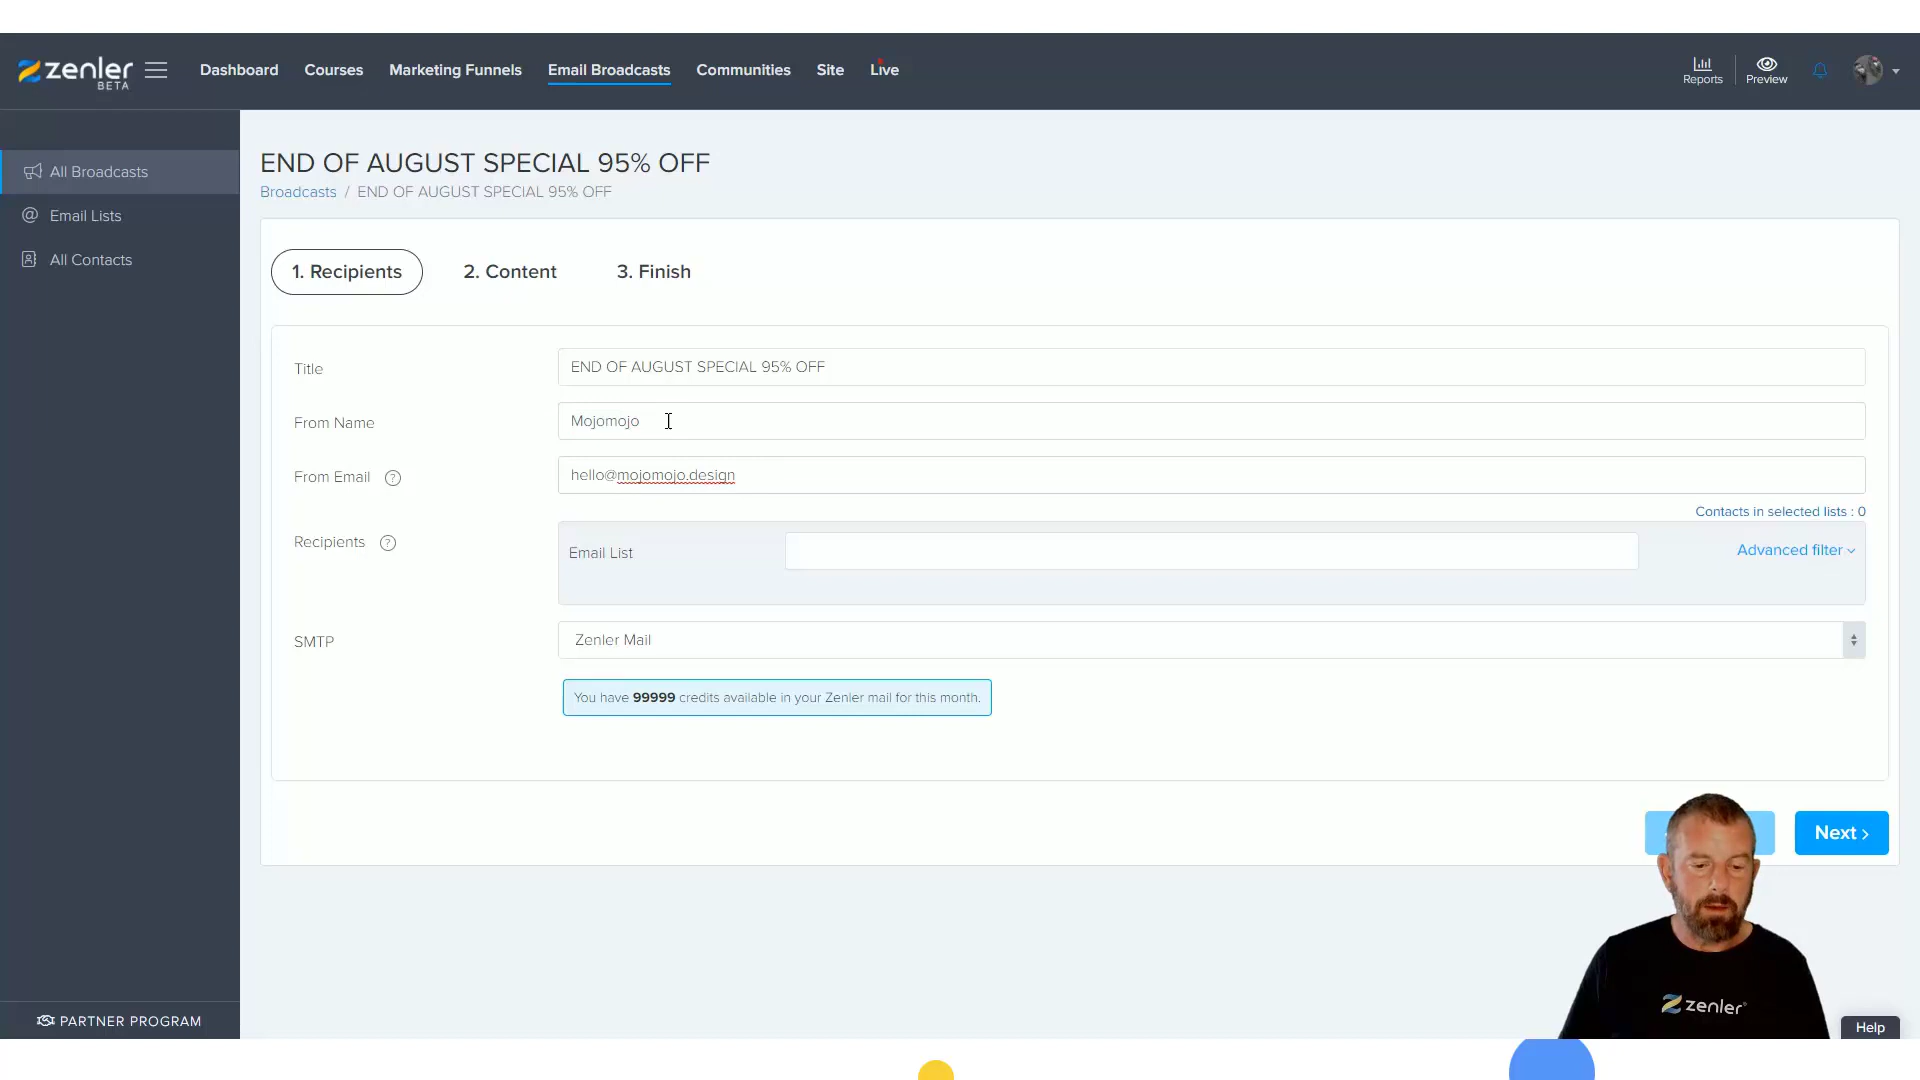 zenler
BETA
Dashboard
Courses
Marketing Funnels
Email Broadcasts
Communities
Site
Live
Reports
Preview
All Broadcasts
Email Lists
All Contacts
PARTNER PROGRAM
END OF AUGUST SPECIAL 95% OFF
Broadcasts / END OF AUGUST SPECIAL 95% OFF
1. Recipients
2. Content
3. Finish
Title
END OF AUGUST SPECIAL 95% OFF
From Name
Mojomojo
From Email ?
hello@mojomojo.design
Contacts in selected lists : 0
Recipients ?
Email List
Advanced filter
SMTP
Zenler Mail
You have 99999 credits available in your Zenler mail for this month.
Next >
zenler
Help